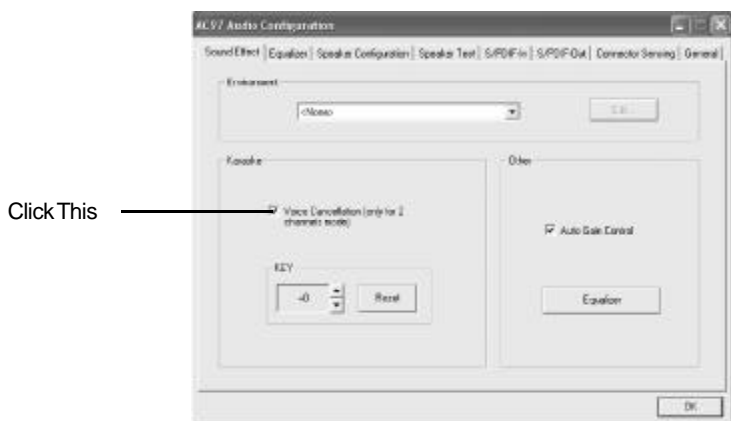 AC97 Audio Configuration
Sound Effect Equalizer Speaker Configuration Speaker Test S/PDIF-In S/PDIF-Out Connector Sensing General
Environment
<None>
Karaoke
Other
Click This
Voice Cancellation (only for 2
channels mode)
Auto Gain Control
KEY
+0
Reset
Equalizer
OK